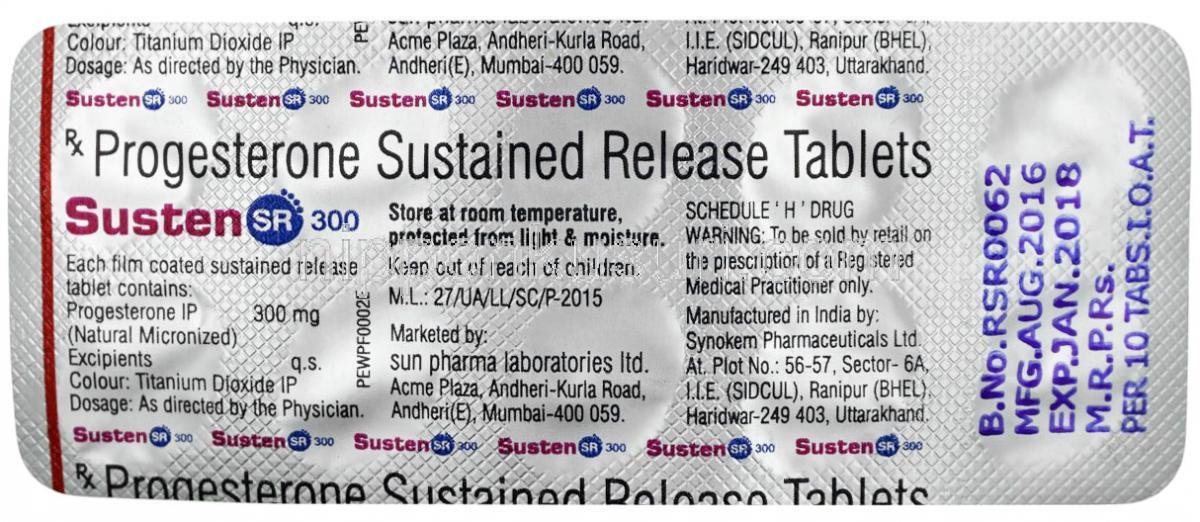 Colour: Titanium Dioxide IP
Dosage: As directed by the Physician.
Acme Plaza, Andheri-Kurla Road,
Andheri(E), Mumbai-400 059.
I.I.E. (SIDCUL), Ranipur (BHEL),
Haridwar-249 403, Uttarakhand.
Susten SR 300 Susten SR 300 Susten SR 300 Susten SR 300 Susten SR 300 Susten SR 300
Rx Progesterone Sustained Release Tablets
Susten SR 300
Each film coated sustained release
tablet contains:
Progesterone IP 300 mg
(Natural Micronized)
Excipients q.s.
Colour: Titanium Dioxide IP
Dosage: As directed by the Physician.
PEWPF0002E
Store at room temperature,
protected from light & moisture.
Keep out of reach of children.
M.L.: 27/UA/LL/SC/P-2015
Marketed by:
sun pharma laboratories ltd.
Acme Plaza, Andheri-Kurla Road,
Andheri(E), Mumbai-400 059.
SCHEDULE ' H ' DRUG
WARNING: To be sold by retail on
the prescription of a Registered
Medical Practitioner only.
Manufactured in India by:
Synokem Pharmaceuticals Ltd.
At. Plot No.: 56-57, Sector- 6A,
I.I.E. (SIDCUL), Ranipur (BHEL),
Haridwar-249 403, Uttarakhand.
Susten SR 300 Susten SR 300 Susten SR 300 Susten SR 300 Susten SR 300 Susten SR 300
Rx Progesterone Sustained Release Tablets
B.No.RSR0062
MFG.AUG.2016
EXP.JAN.2018
M.R.P.Rs.
PER 10 TABS.I.O.A.T.